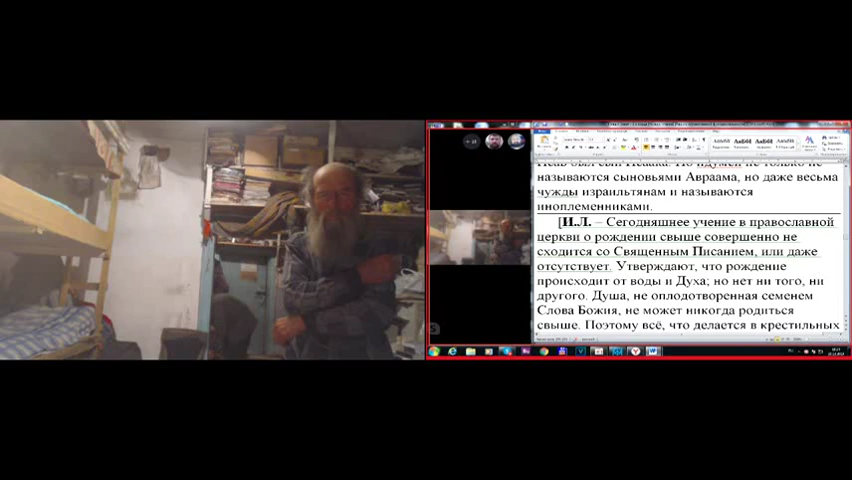 называются сыновьями Авраама, но даже весьма
чужды израильтянам и называются
иноплеменниками.
[И.Л. – Сегодняшнее учение в православной
церкви о рождении свыше совершенно не
сходится со Священным Писанием, или даже
отсутствует. Утверждают, что рождение
происходит от воды и Духа; но нет ни того, ни
другого. Душа, не оплодотворенная семенем
Слова Божия, не может никогда родиться
свыше. Поэтому всё, что делается в крестильных